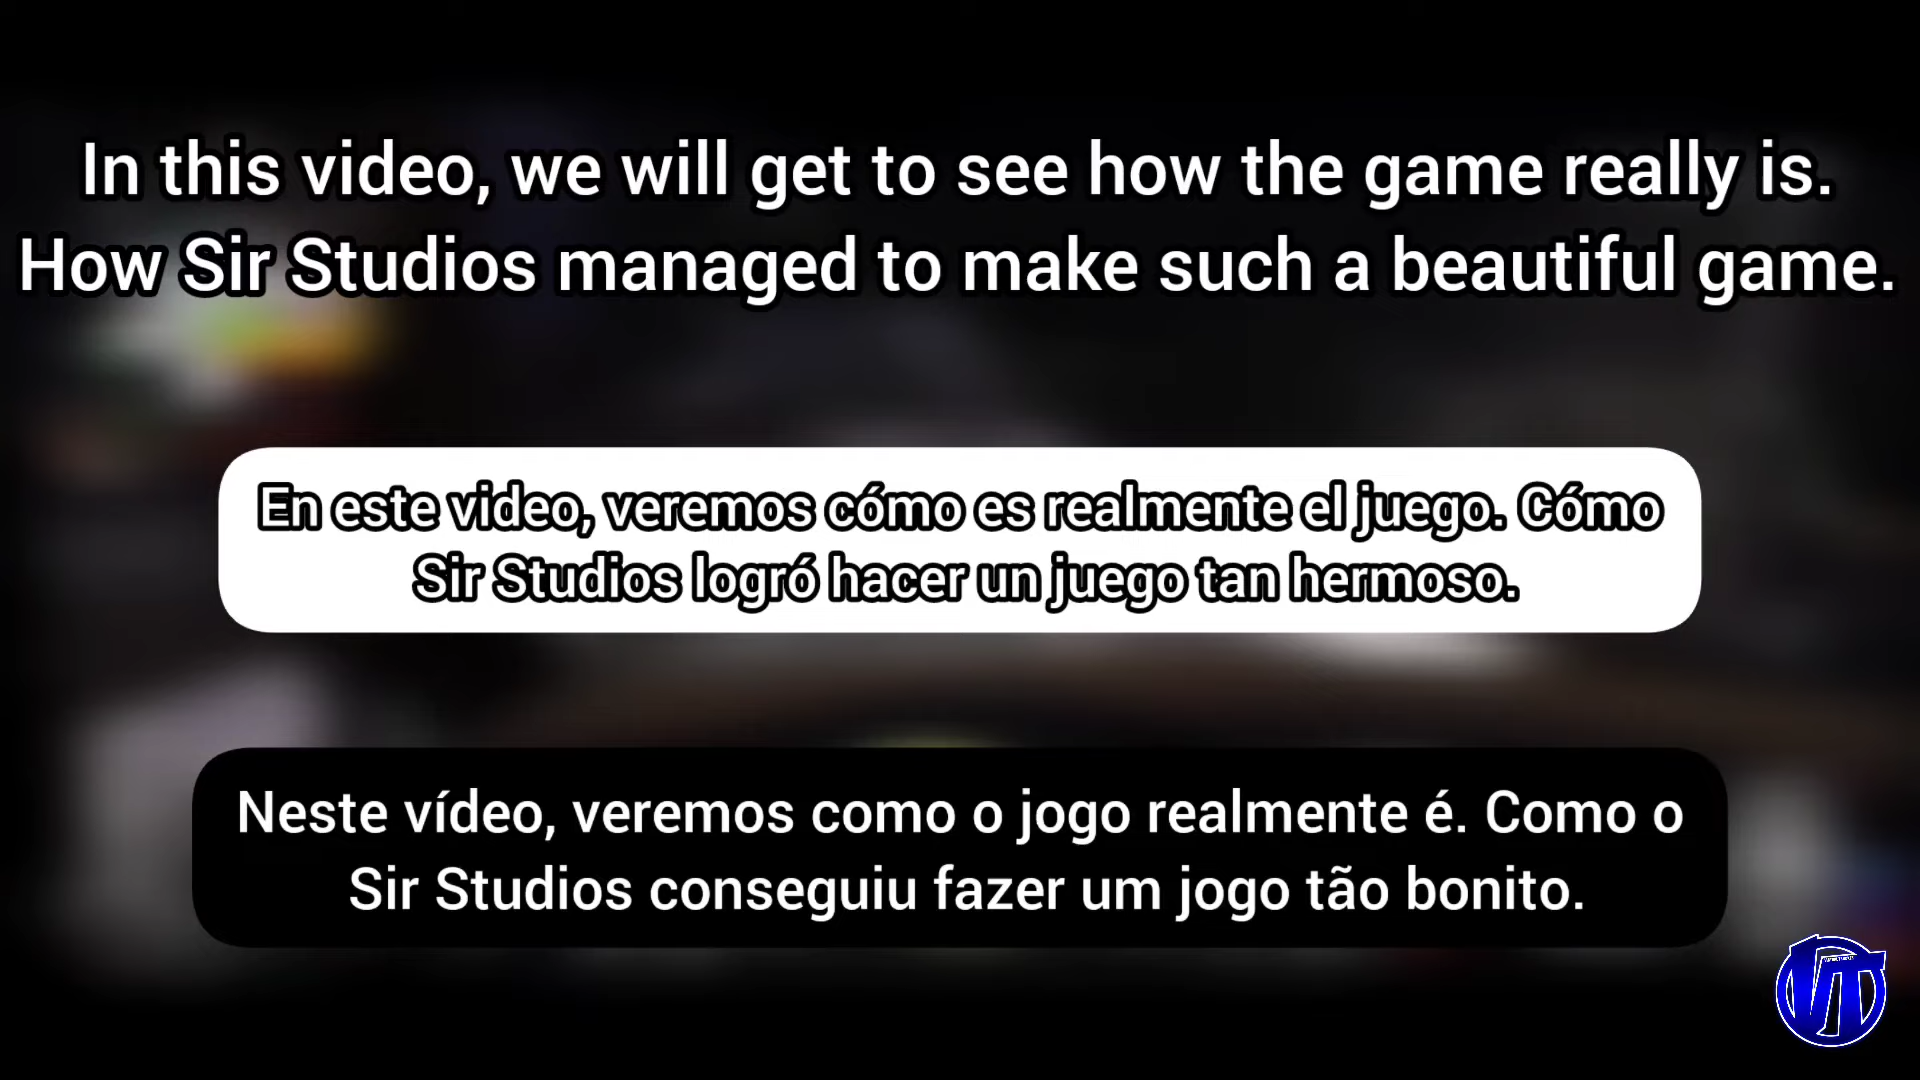 In this video, we will get to see how the game really is.
How Sir Studios managed to make such a beautiful game.
En este video, veremos cómo es realmente el juego. Cómo
Sir Studios logró hacer un juego tan hermoso.
Neste vídeo, veremos como o jogo realmente é. Como o
Sir Studios conseguiu fazer um jogo tão bonito.
VT